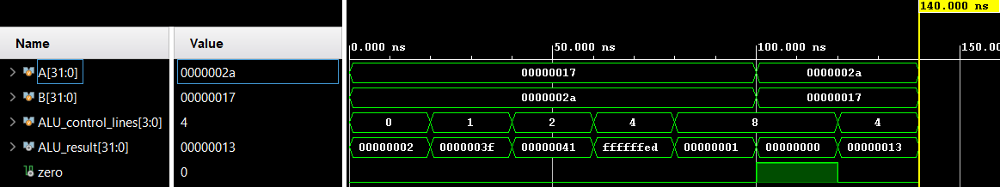 140.000 ns
Name Value 0.000 ns 50.000 ns 100.000 ns 150.00
A[31:0] 0000002a 00000017 0000002a
B[31:0] 00000017 0000002a 00000017
ALU_control_lines[3:0] 4 0 1 2 4 8 4
ALU_result[31:0] 00000013 00000002 0000003f 00000041 ffffffed 00000001 00000000 00000013
zero 0